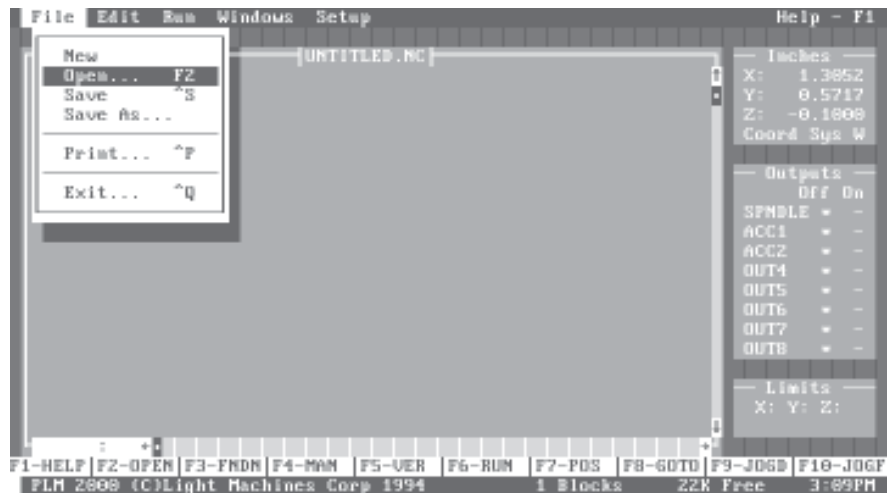 File Edit Run Windows Setup Help - F1
New
Open... F2
Save ^S
Save As...
Print... ^P
Exit... ^Q
UNTITLED.NC
Inches
X: 1.3052
Y: 0.5717
Z: -0.1000
Coord Sys W
Outputs
Off On
SPNDLE * -
ACC1 * -
ACC2 * -
OUT4 * -
OUT5 * -
OUT6 * -
OUT7 * -
OUT8 * -
Limits
X: Y: Z:
F1-HELP F2-OPEN F3-FNDN F4-MAN F5-VER F6-RUN F7-POS F8-GOTO F9-JOGD F10-JOGF
PLM 2000 (C)Light Machines Corp 1994 1 Blocks 22K Free 3:09PM